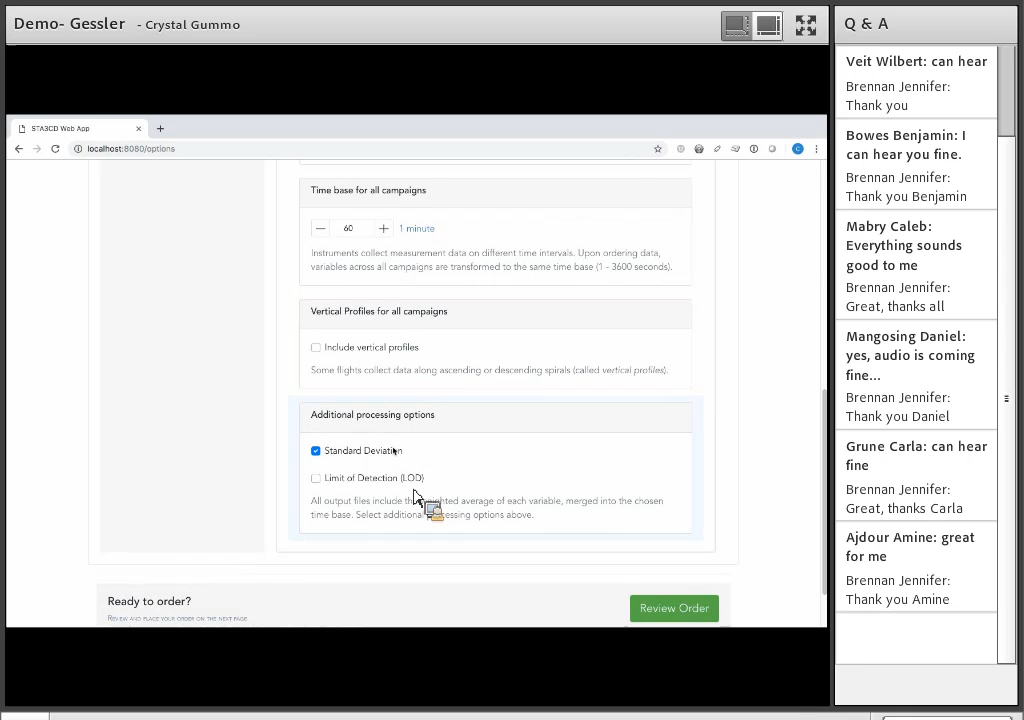 Demo- Gessler - Crystal Gummo
STA3CD Web App
localhost:8080/options
Time base for all campaigns
60 1 minute
Instruments collect measurement data on different time intervals. Upon ordering data,
variables across all campaigns are transformed to the same time base (1 - 3600 seconds).
Vertical Profiles for all campaigns
Include vertical profiles
Some flights collect data along ascending or descending spirals (called vertical profiles).
Additional processing options
Standard Deviation
Limit of Detection (LOD)
All output files include the average of each variable, merged into the chosen
time base. Select additional options above.
Ready to order?
Review and place your order on the next page
Review Order
Q & A
Veit Wilbert: can hear
Brennan Jennifer:
Thank you
Bowes Benjamin: I
can hear you fine.
Brennan Jennifer:
Thank you Benjamin
Mabry Caleb:
Everything sounds
good to me
Brennan Jennifer:
Great, thanks all
Mangosing Daniel:
yes, audio is coming
fine...
Brennan Jennifer:
Thank you Daniel
Grune Carla: can hear
fine
Brennan Jennifer:
Great, thanks Carla
Ajdour Amine: great
for me
Brennan Jennifer:
Thank you Amine